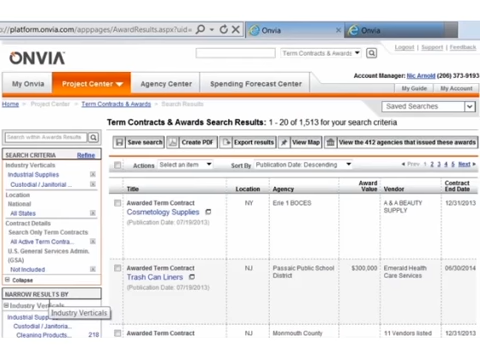 ://platform.onvia.com/apppages/AwardResults.aspx?uid=
Onvia
Onvia
ONVIA
Term Contracts & Awards
Logout | Support | Feedback
Account Manager: Nic Arnold (206) 373-9193
My Onvia
Project Center
Agency Center
Spending Forecast Center
My Guide
My Account
Home > Project Center > Term Contracts & Awards > Search Results
Saved Searches
Term Contracts & Awards Search Results: 1 - 20 of 1,513 for your search criteria
Search within Awards Results
Save search
Create PDF
Export results
View Map
View the 412 agencies that issued these awards
SEARCH CRITERIA
Refine
Industry Verticals
Industrial Supplies
Custodial / Janitorial ...
Location
National
All States
Contract Details
Search Only Term Contracts
All Active Term Contra...
U.S. General Services Admin.
(GSA)
Not Included
Collapse
NARROW RESULTS BY
Industry Verticals
Industry Verticals
Industrial Suppl
Custodial / Janitoria...
Cleaning Products... 218
Actions
Select an item
Sort By
Publication Date: Descending
Prev 1 2 3 4 5 Next
Title
Location
Agency
Award Value
Vendor
Contract End Date
Awarded Term Contract
Cosmetology Supplies
(Publication Date: 07/19/2013)
NY
Erie 1 BOCES
A & A BEAUTY SUPPLY
12/31/2013
Awarded Term Contract
Trash Can Liners
(Publication Date: 07/19/2013)
NJ
Passaic Public School District
$300,000
Emerald Health Care Services
06/30/2014
Awarded Term Contract
NJ
Monmouth County
11 Vendors listed
12/31/2013